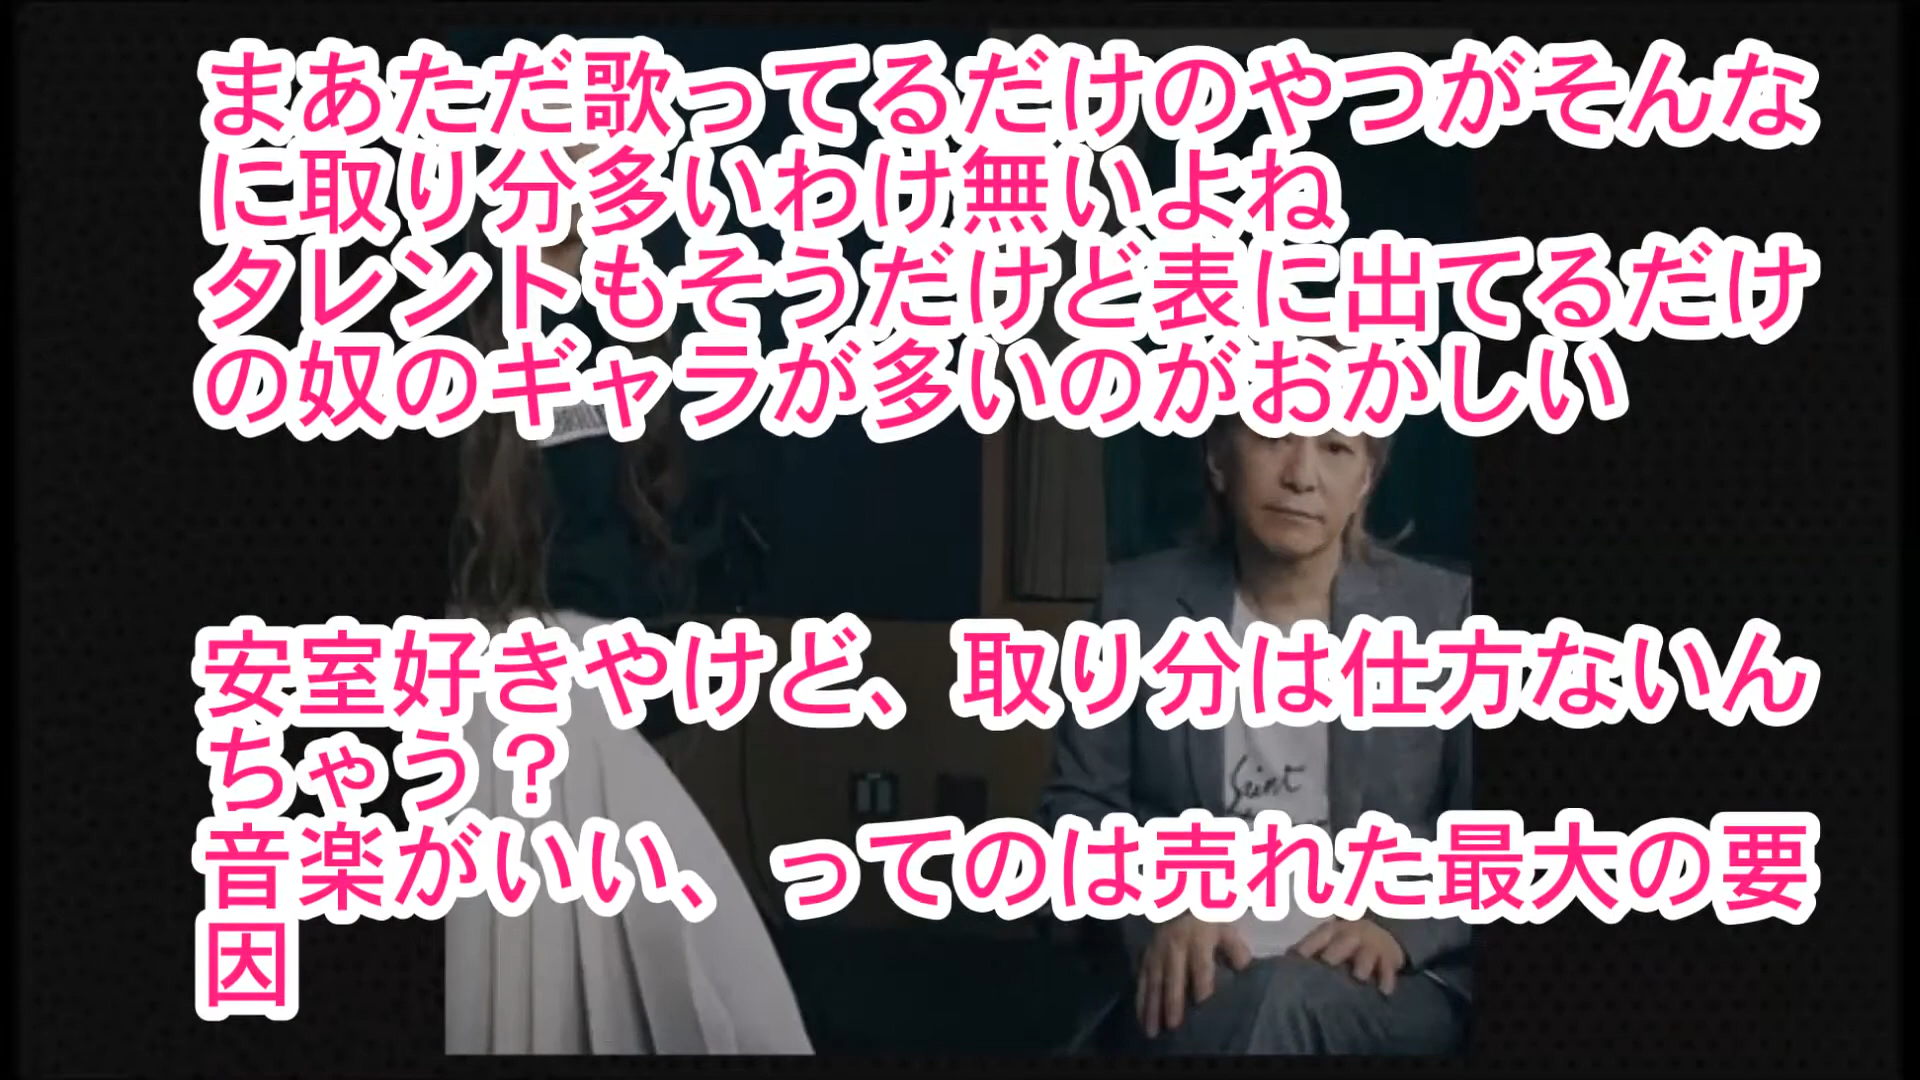 まあただ歌ってるだけのやつがそんな
に取り分多いわけ無いよね
タレントもそうだけど表に出てるだけ
の奴のギャラが多いのがおかしい
安室好きやけど、取り分は仕方ないん
ちゃう？
音楽がいい、ってのは売れた最大の要
因
Saint